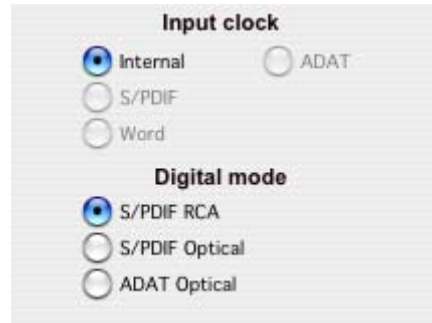 Input clock
Internal ADAT
S/PDIF
Word
Digital mode
S/PDIF RCA
S/PDIF Optical
ADAT Optical